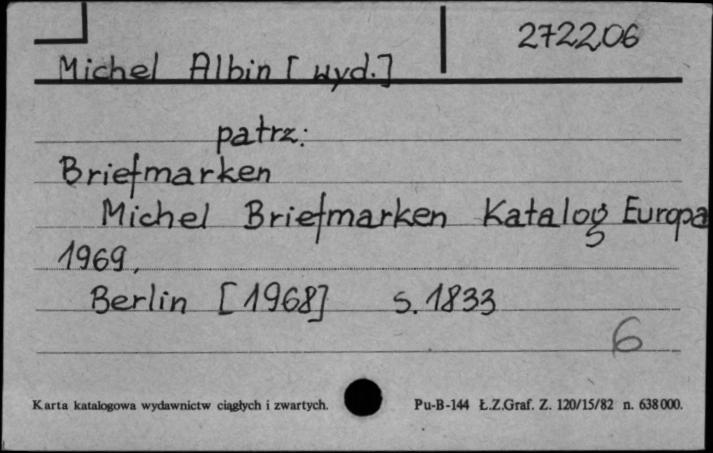 272206
Michel Albin [wyd.]
patrz:
Briefmarken
Michel Briefmarken Katalog Europa
1969,
Berlin [1968] s. 1833
6
Karta katalogowa wydawnictw ciągłych i zwartych. Pu-B-144 Ł.Z.Graf. Z. 120/15/82 n. 638000.